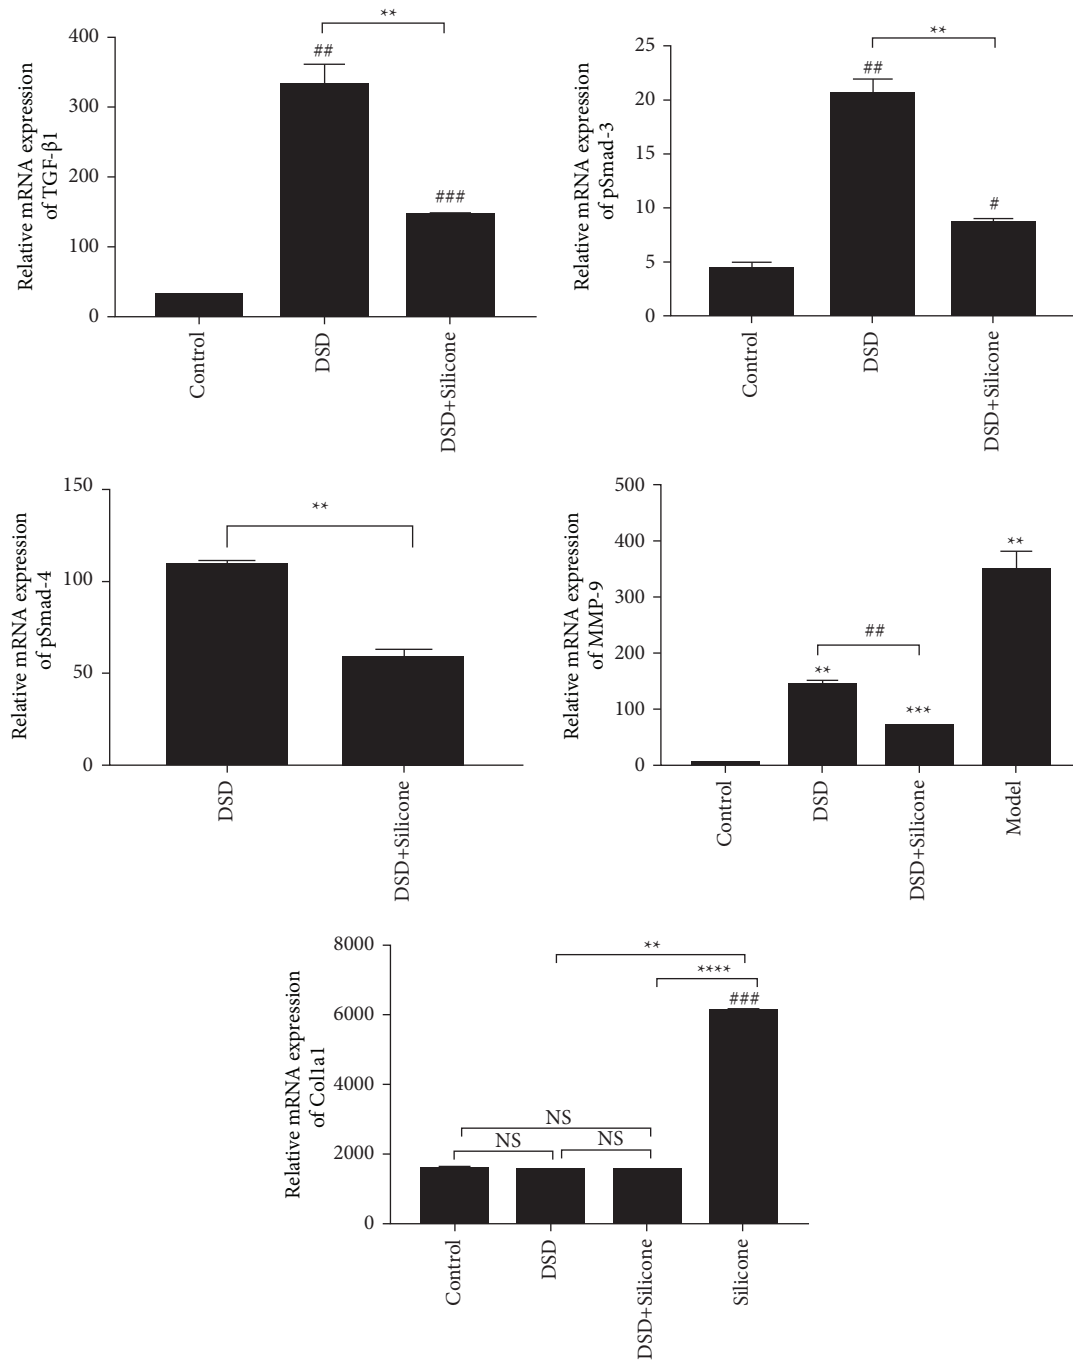 Relative mRNA expression
of TGF-β1
400
300
200
100
0
**
##
###
Control
DSD
DSD+Silicone
Relative mRNA expression
of pSmad-3
25
20
15
10
5
0
**
##
#
Control
DSD
DSD+Silicone
Relative mRNA expression
of pSmad-4
150
100
50
0
**
DSD
DSD+Silicone
Relative mRNA expression
of MMP-9
500
400
300
200
100
0
**
##
**
***
Control
DSD
DSD+Silicone
Model
Relative mRNA expression
of Col1a1
8000
6000
4000
2000
0
**
****
###
NS
NS
NS
Control
DSD
DSD+Silicone
Silicone